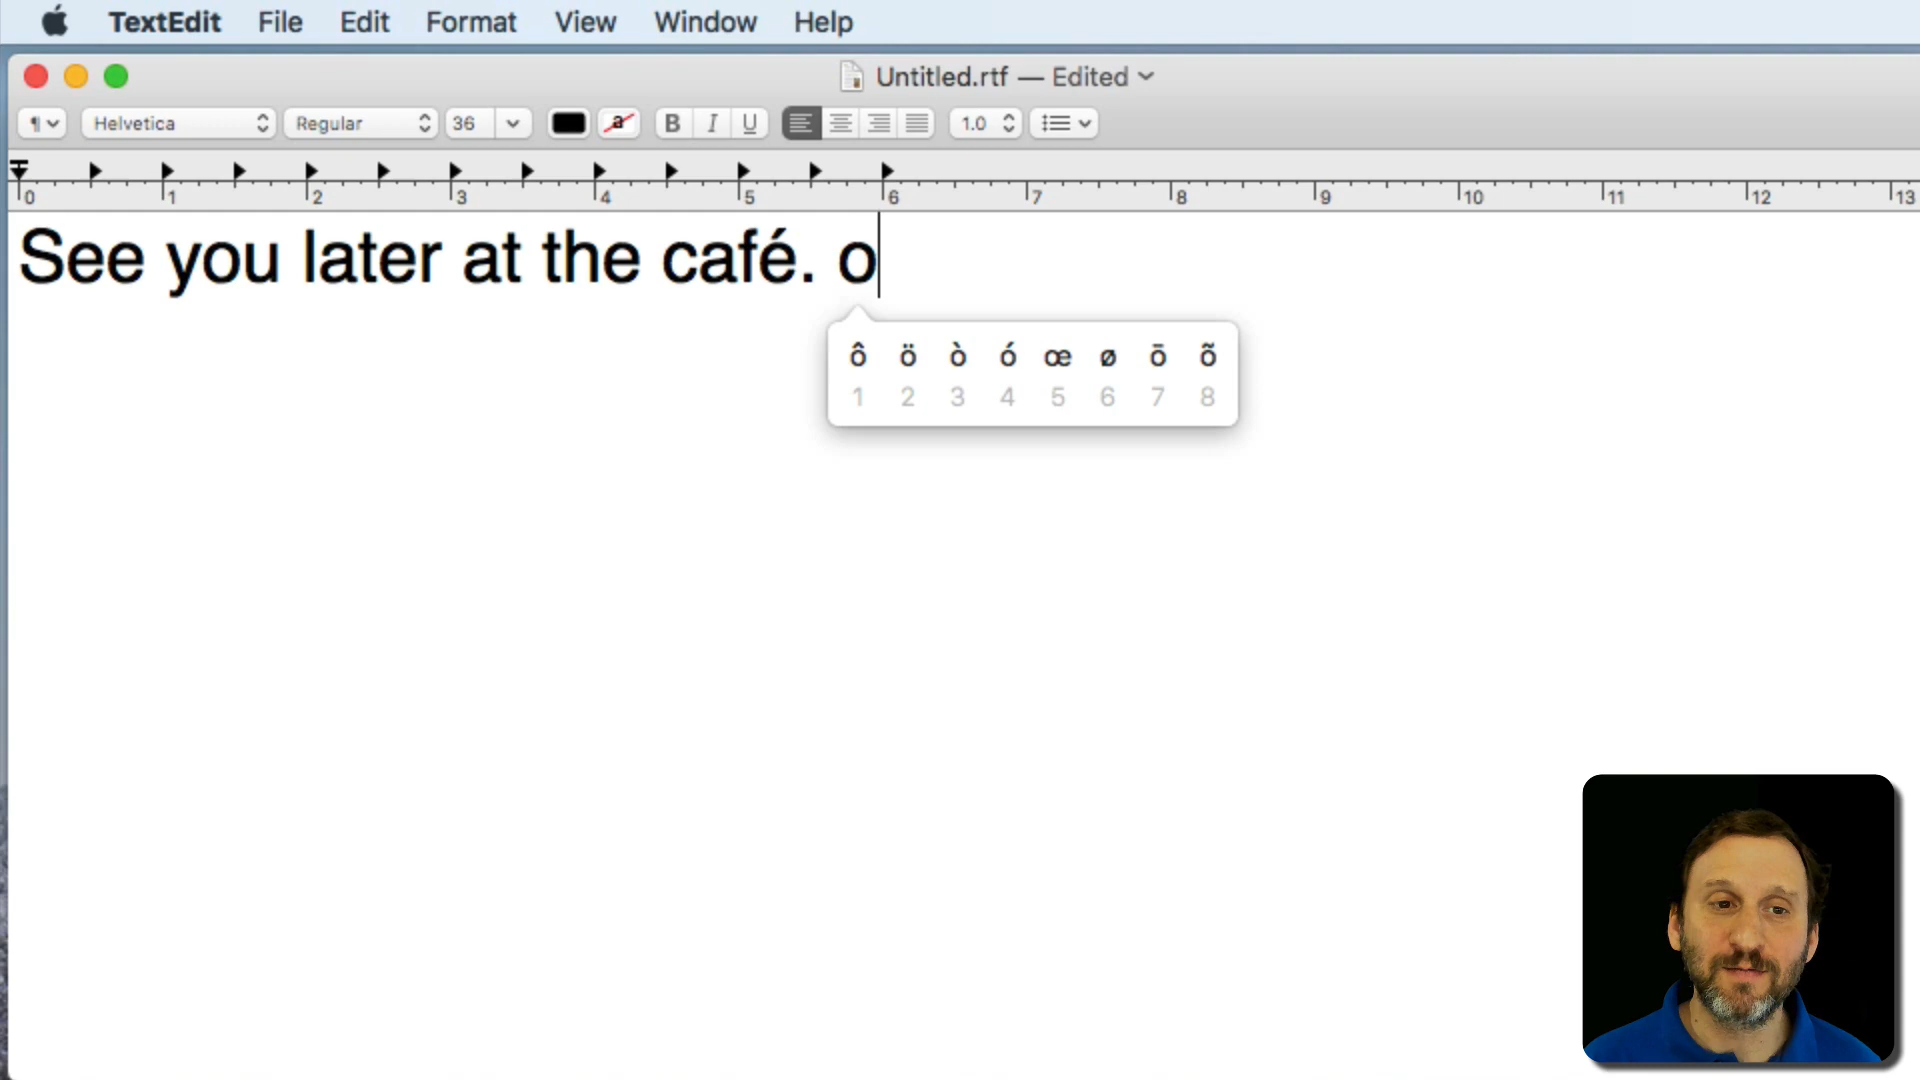 TextEdit File Edit Format View Window Help
Untitled.rtf — Edited
¶ Helvetica Regular 36 a B I U 1.0
0 1 2 3 4 5 6 7 8 9 10 11 12 13
See you later at the café. o
ô ö ò ó œ ø ō õ
1 2 3 4 5 6 7 8